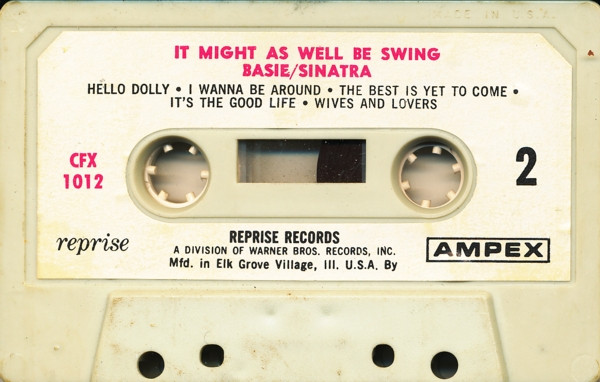 MADE IN U.S.A.
IT MIGHT AS WELL BE SWING
BASIE/SINATRA
HELLO DOLLY • I WANNA BE AROUND • THE BEST IS YET TO COME •
IT'S THE GOOD LIFE • WIVES AND LOVERS
CFX
1012
2
reprise
REPRISE RECORDS
A DIVISION OF WARNER BROS. RECORDS, INC.
Mfd. in Elk Grove Village, Ill. U.S.A. By
AMPEX